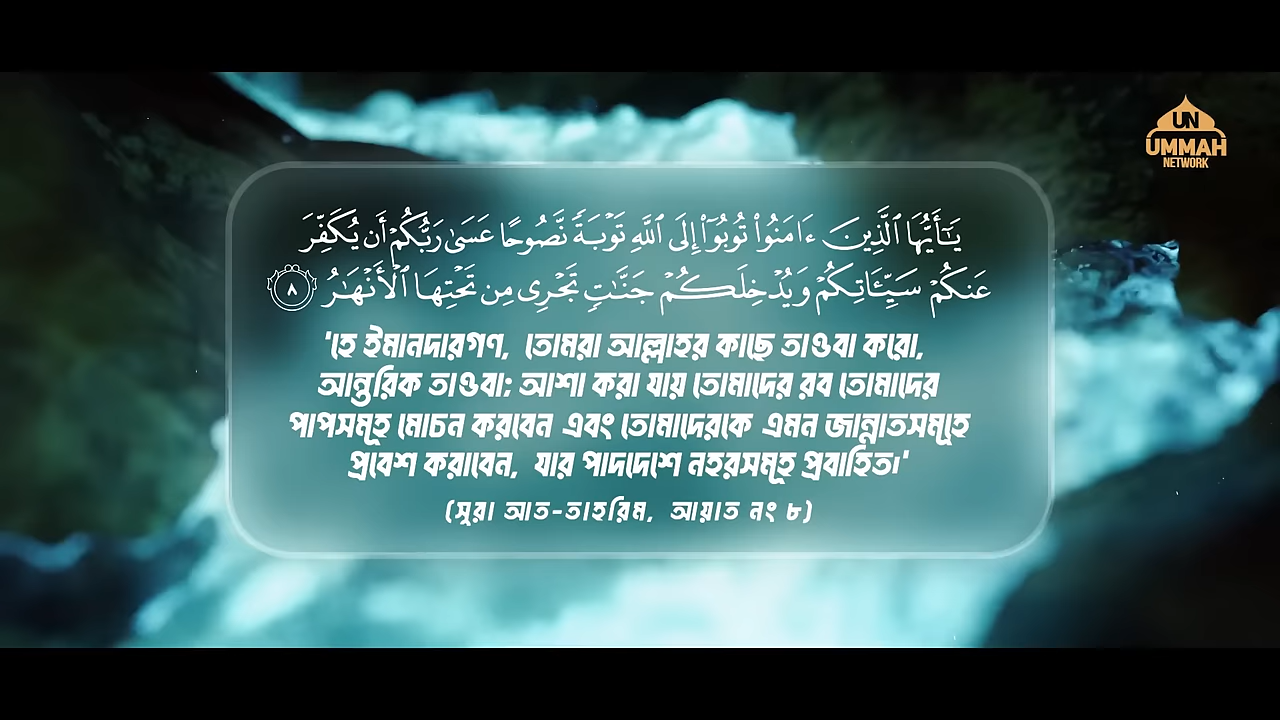 UN
UMMAH
NETWORK
يَـٰٓأَيُّهَا ٱلَّذِينَ ءَامَنُوا۟ تُوبُوٓا۟ إِلَى ٱللَّهِ تَوْبَةً نَّصُوحًا عَسَىٰ رَبُّكُمْ أَن يُكَفِّرَ
عَنكُمْ سَيِّـَٔاتِكُمْ وَيُدْخِلَكُمْ جَنَّـٰتٍ تَجْرِى مِن تَحْتِهَا ٱلْأَنْهَـٰرُ ٨
'হে ইমানদারগণ, তোমরা আল্লাহর কাছে তাওবা করো,
আন্তরিক তাওবা; আশা করা যায় তোমাদের রব তোমাদের
পাপসমূহ মোচন করবেন এবং তোমাদেরকে এমন জান্নাতসমূহে
প্রবেশ করাবেন, যার পাদদেশে নহরসমূহ প্রবাহিত।'
(সুরা আত-তাহরিম, আয়াত নং ৮)